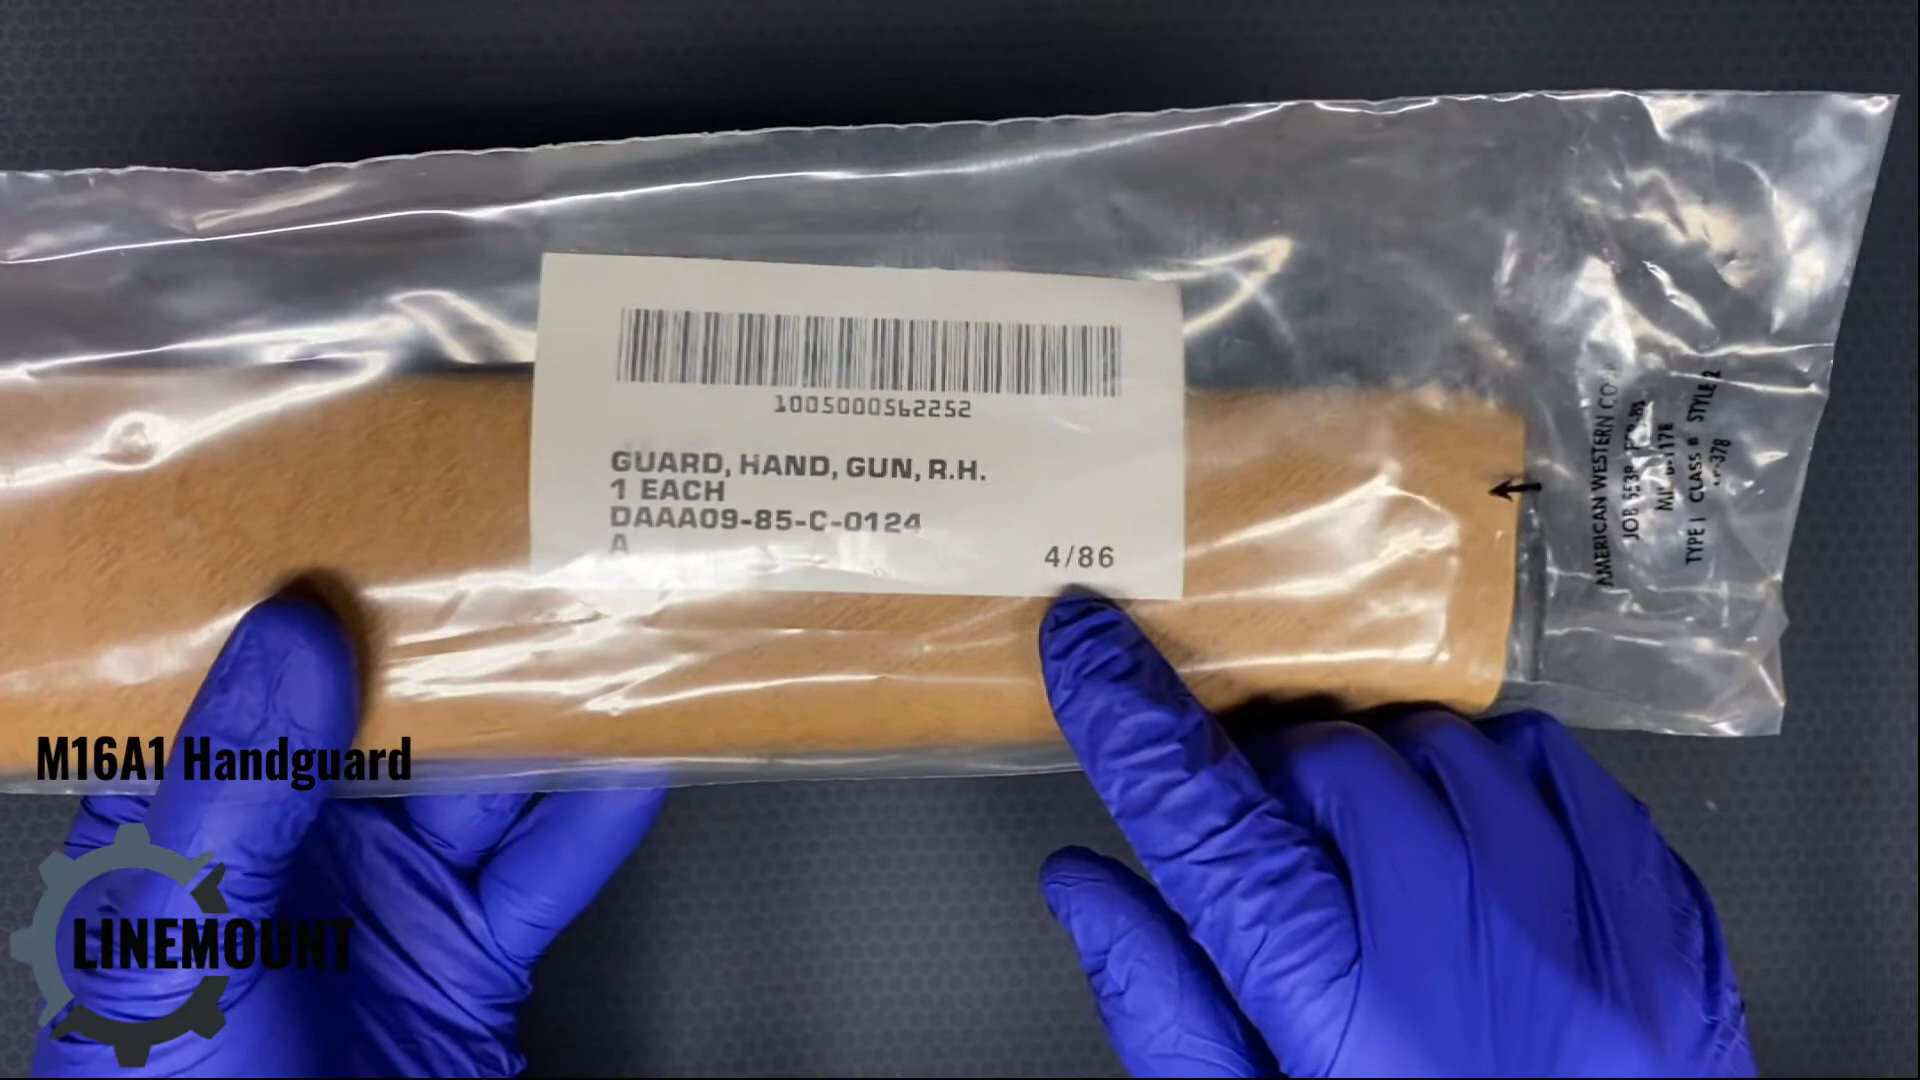 1005000562252
GUARD, HAND, GUN, R.H.
1 EACH
DAAA09-85-C-0124
A
4/86
AMERICAN WESTERN
JOB
TYPE I CLASS B STYLE 2
M16A1 Handguard
LINEMOUNT